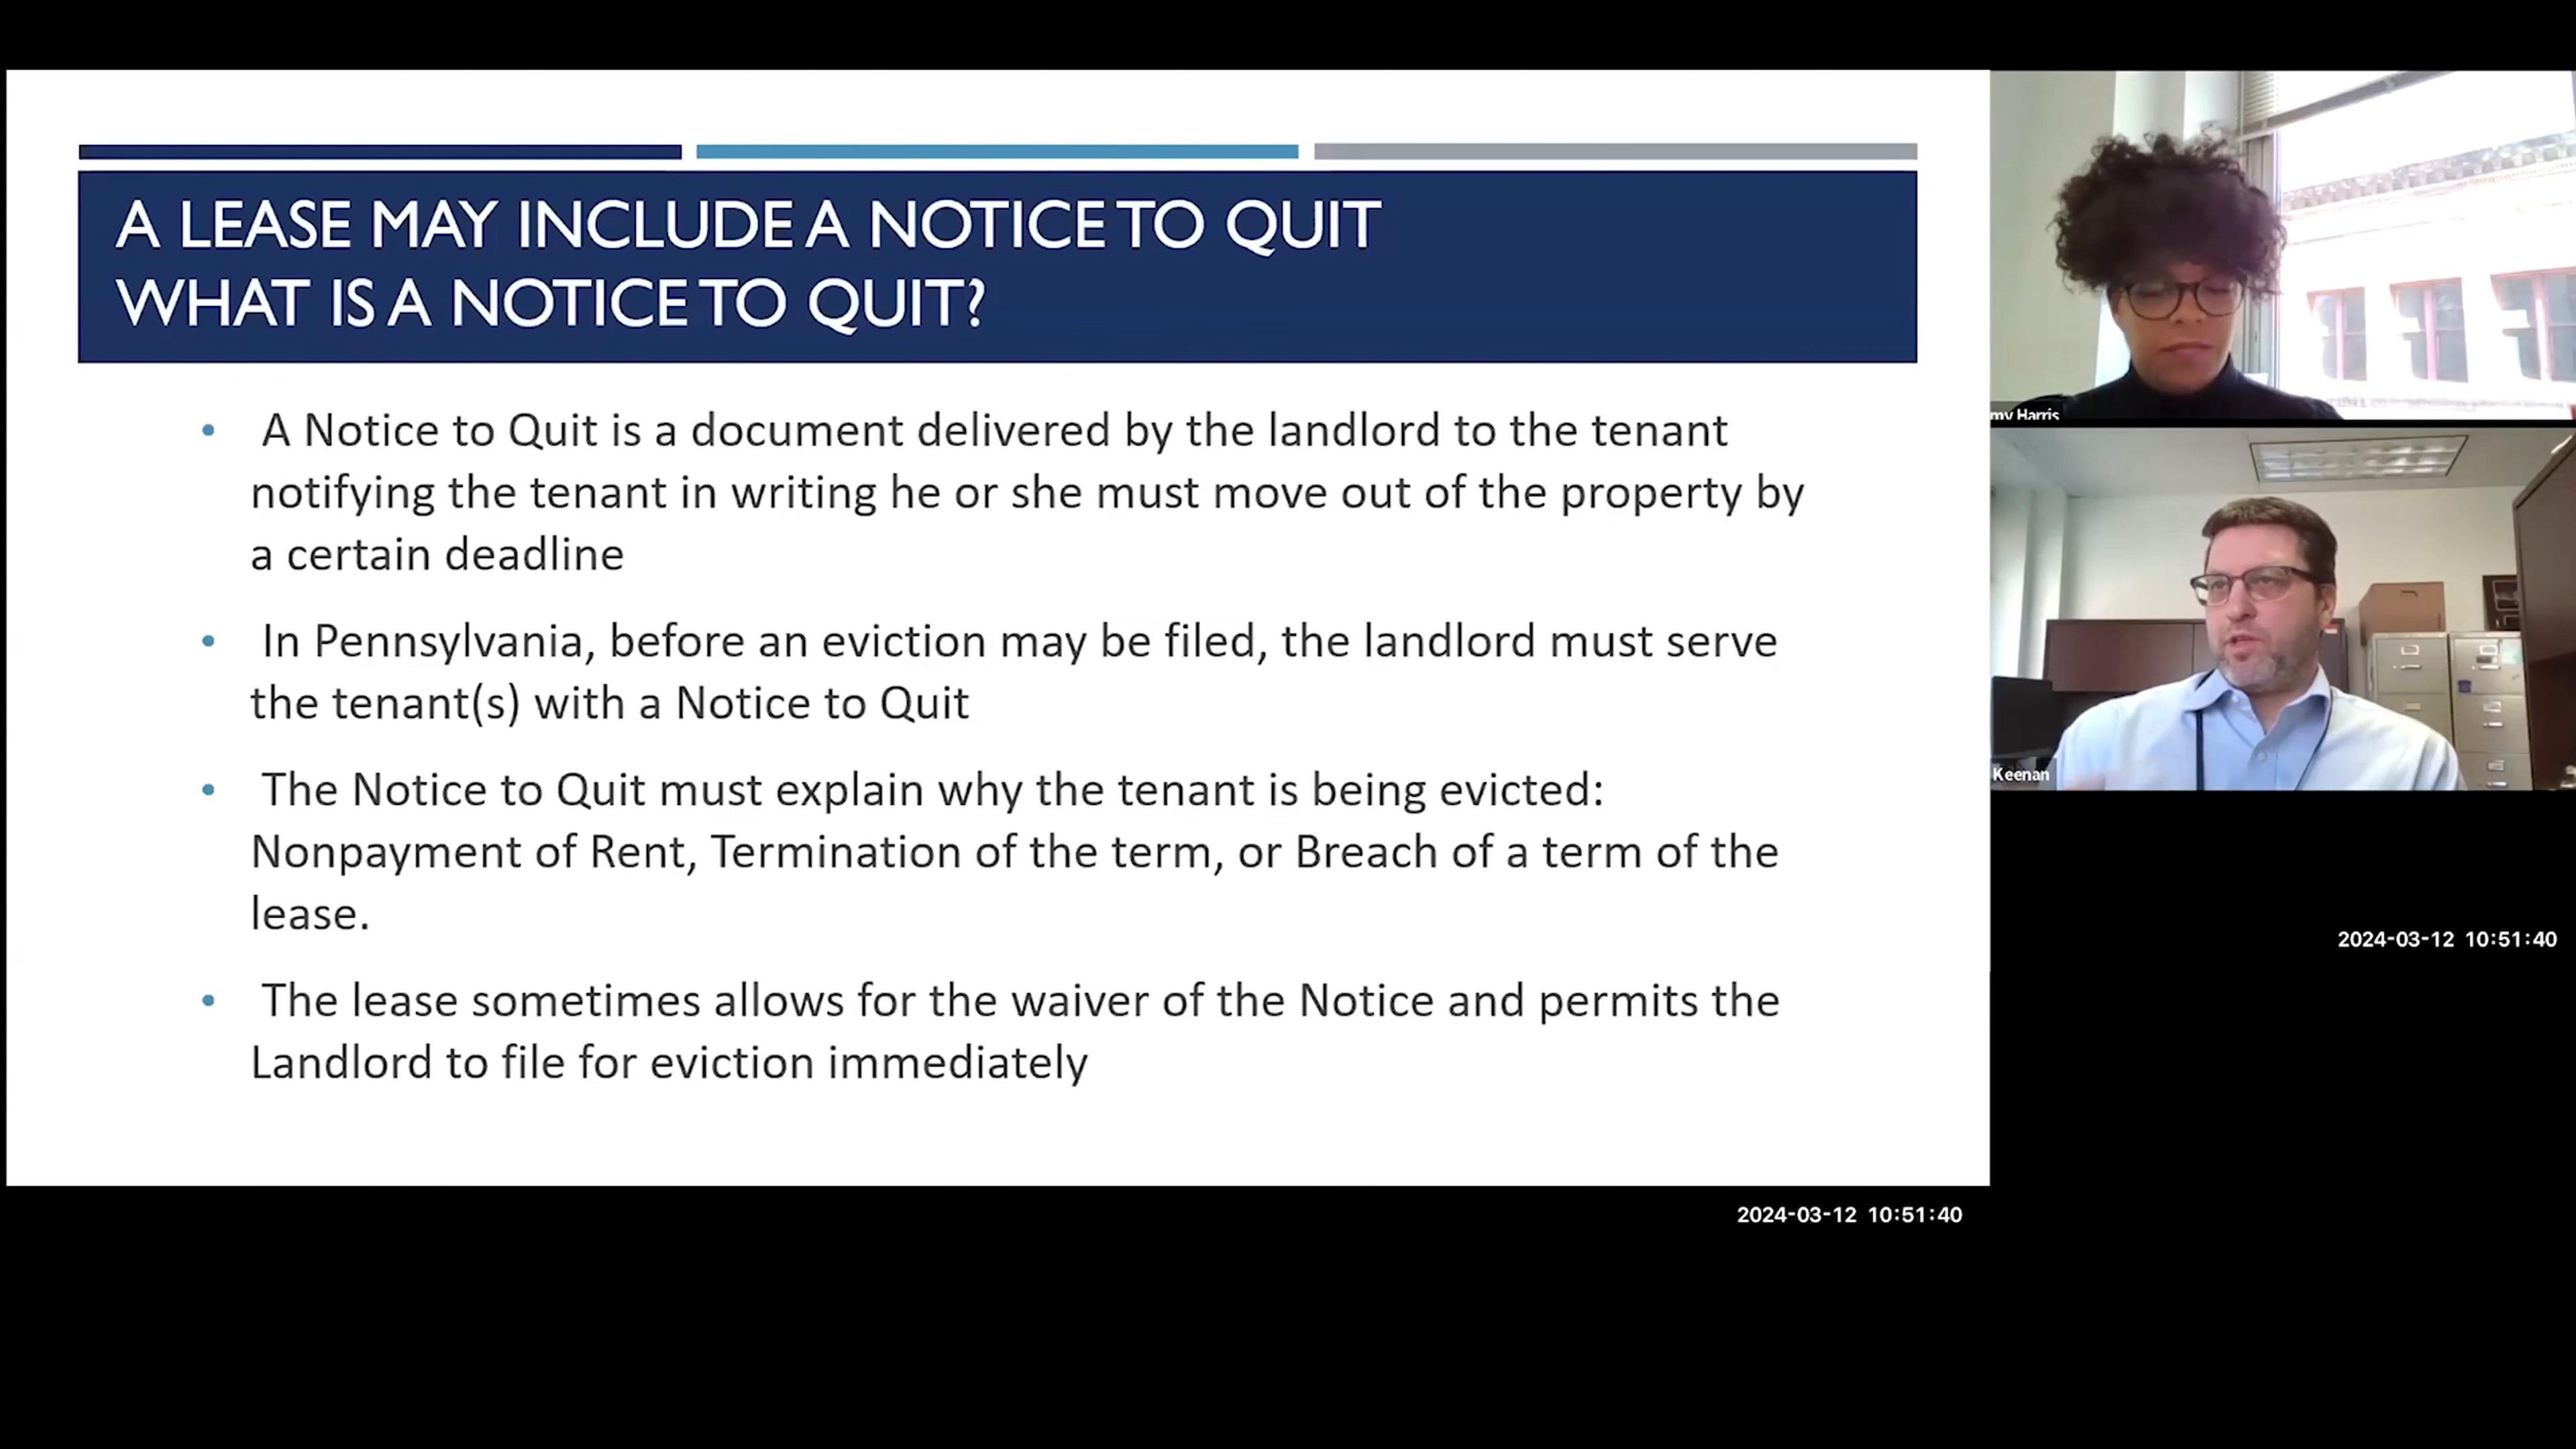 A LEASE MAY INCLUDE A NOTICE TO QUIT
WHAT IS A NOTICE TO QUIT?
• A Notice to Quit is a document delivered by the landlord to the tenant
notifying the tenant in writing he or she must move out of the property by
a certain deadline
• In Pennsylvania, before an eviction may be filed, the landlord must serve
the tenant(s) with a Notice to Quit
• The Notice to Quit must explain why the tenant is being evicted:
Nonpayment of Rent, Termination of the term, or Breach of a term of the
lease.
• The lease sometimes allows for the waiver of the Notice and permits the
Landlord to file for eviction immediately
my Harris
Keenan
2024-03-12 10:51:40
2024-03-12 10:51:40